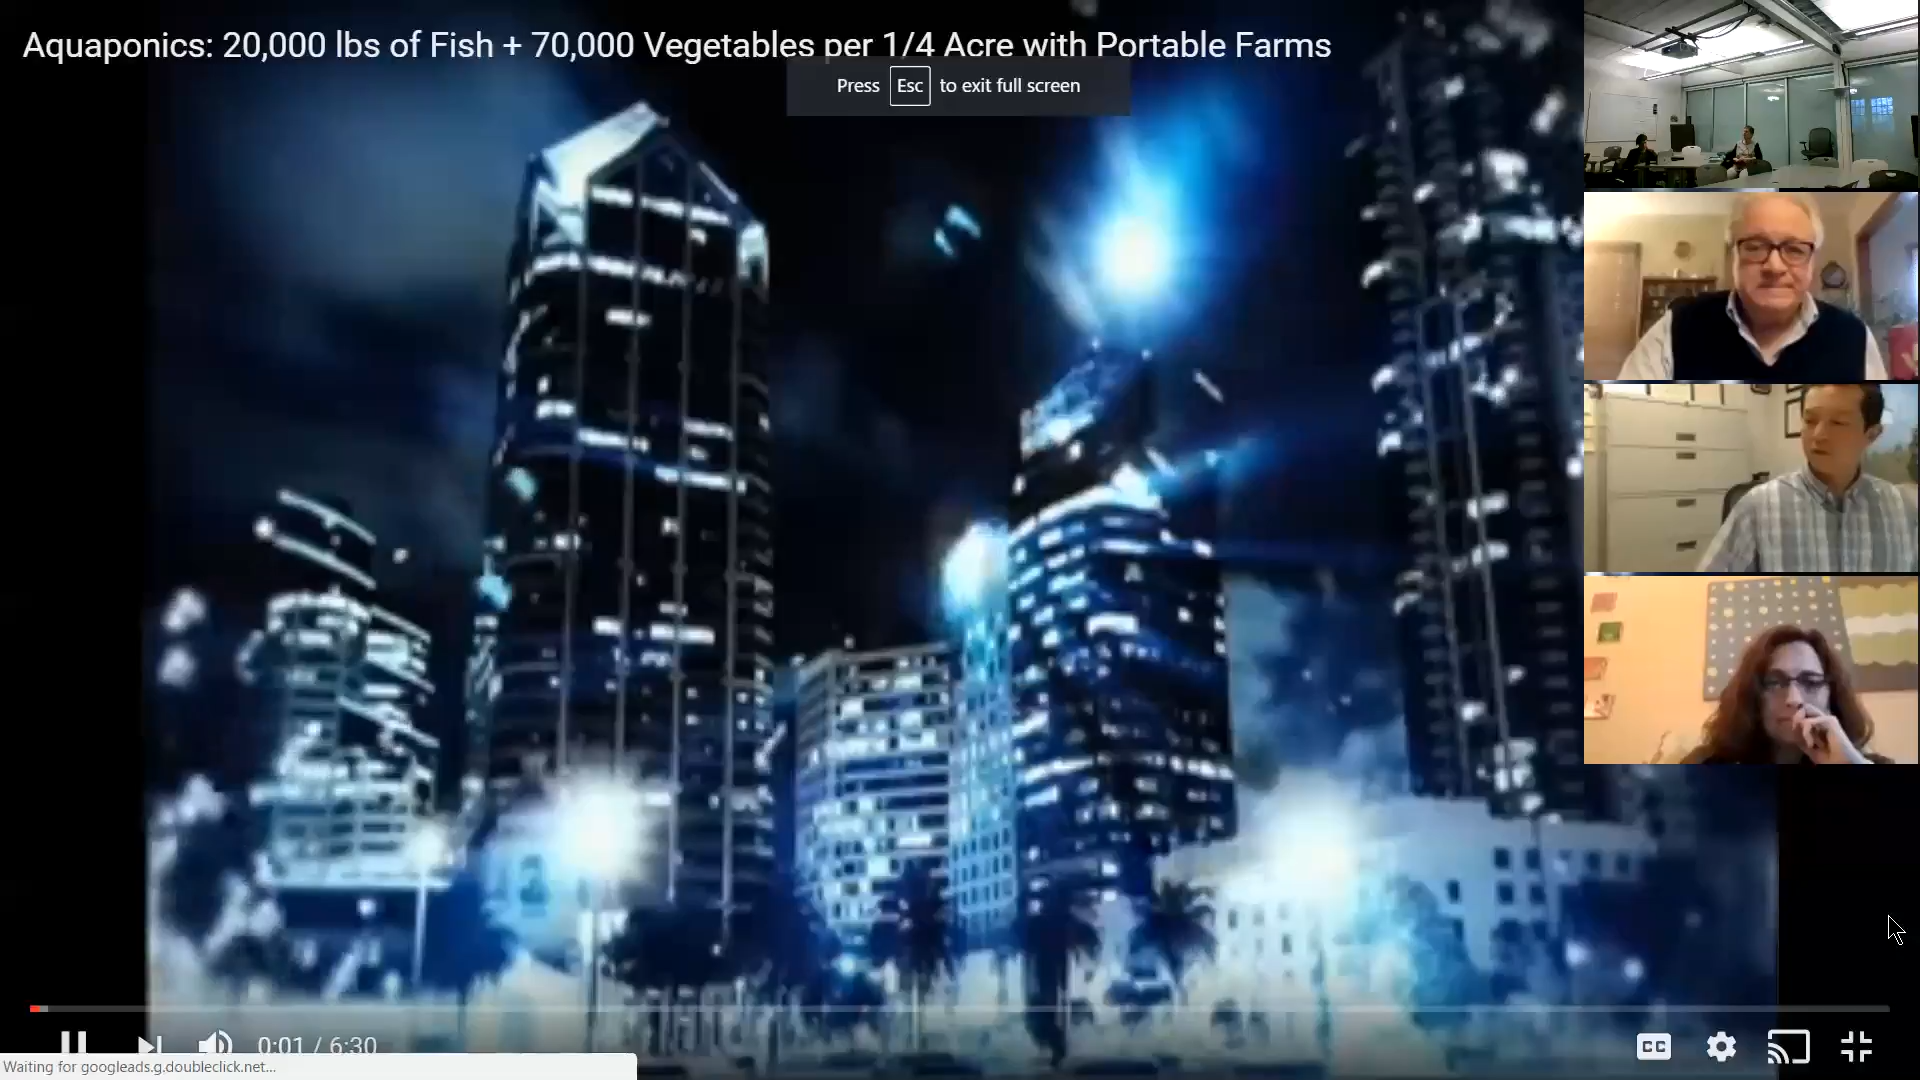 Aquaponics: 20,000 lbs of Fish + 70,000 Vegetables per 1/4 Acre with Portable Farms
Press Esc to exit full screen
0:01 / 6:30
CC
Waiting for googleads.g.doubleclick.net...